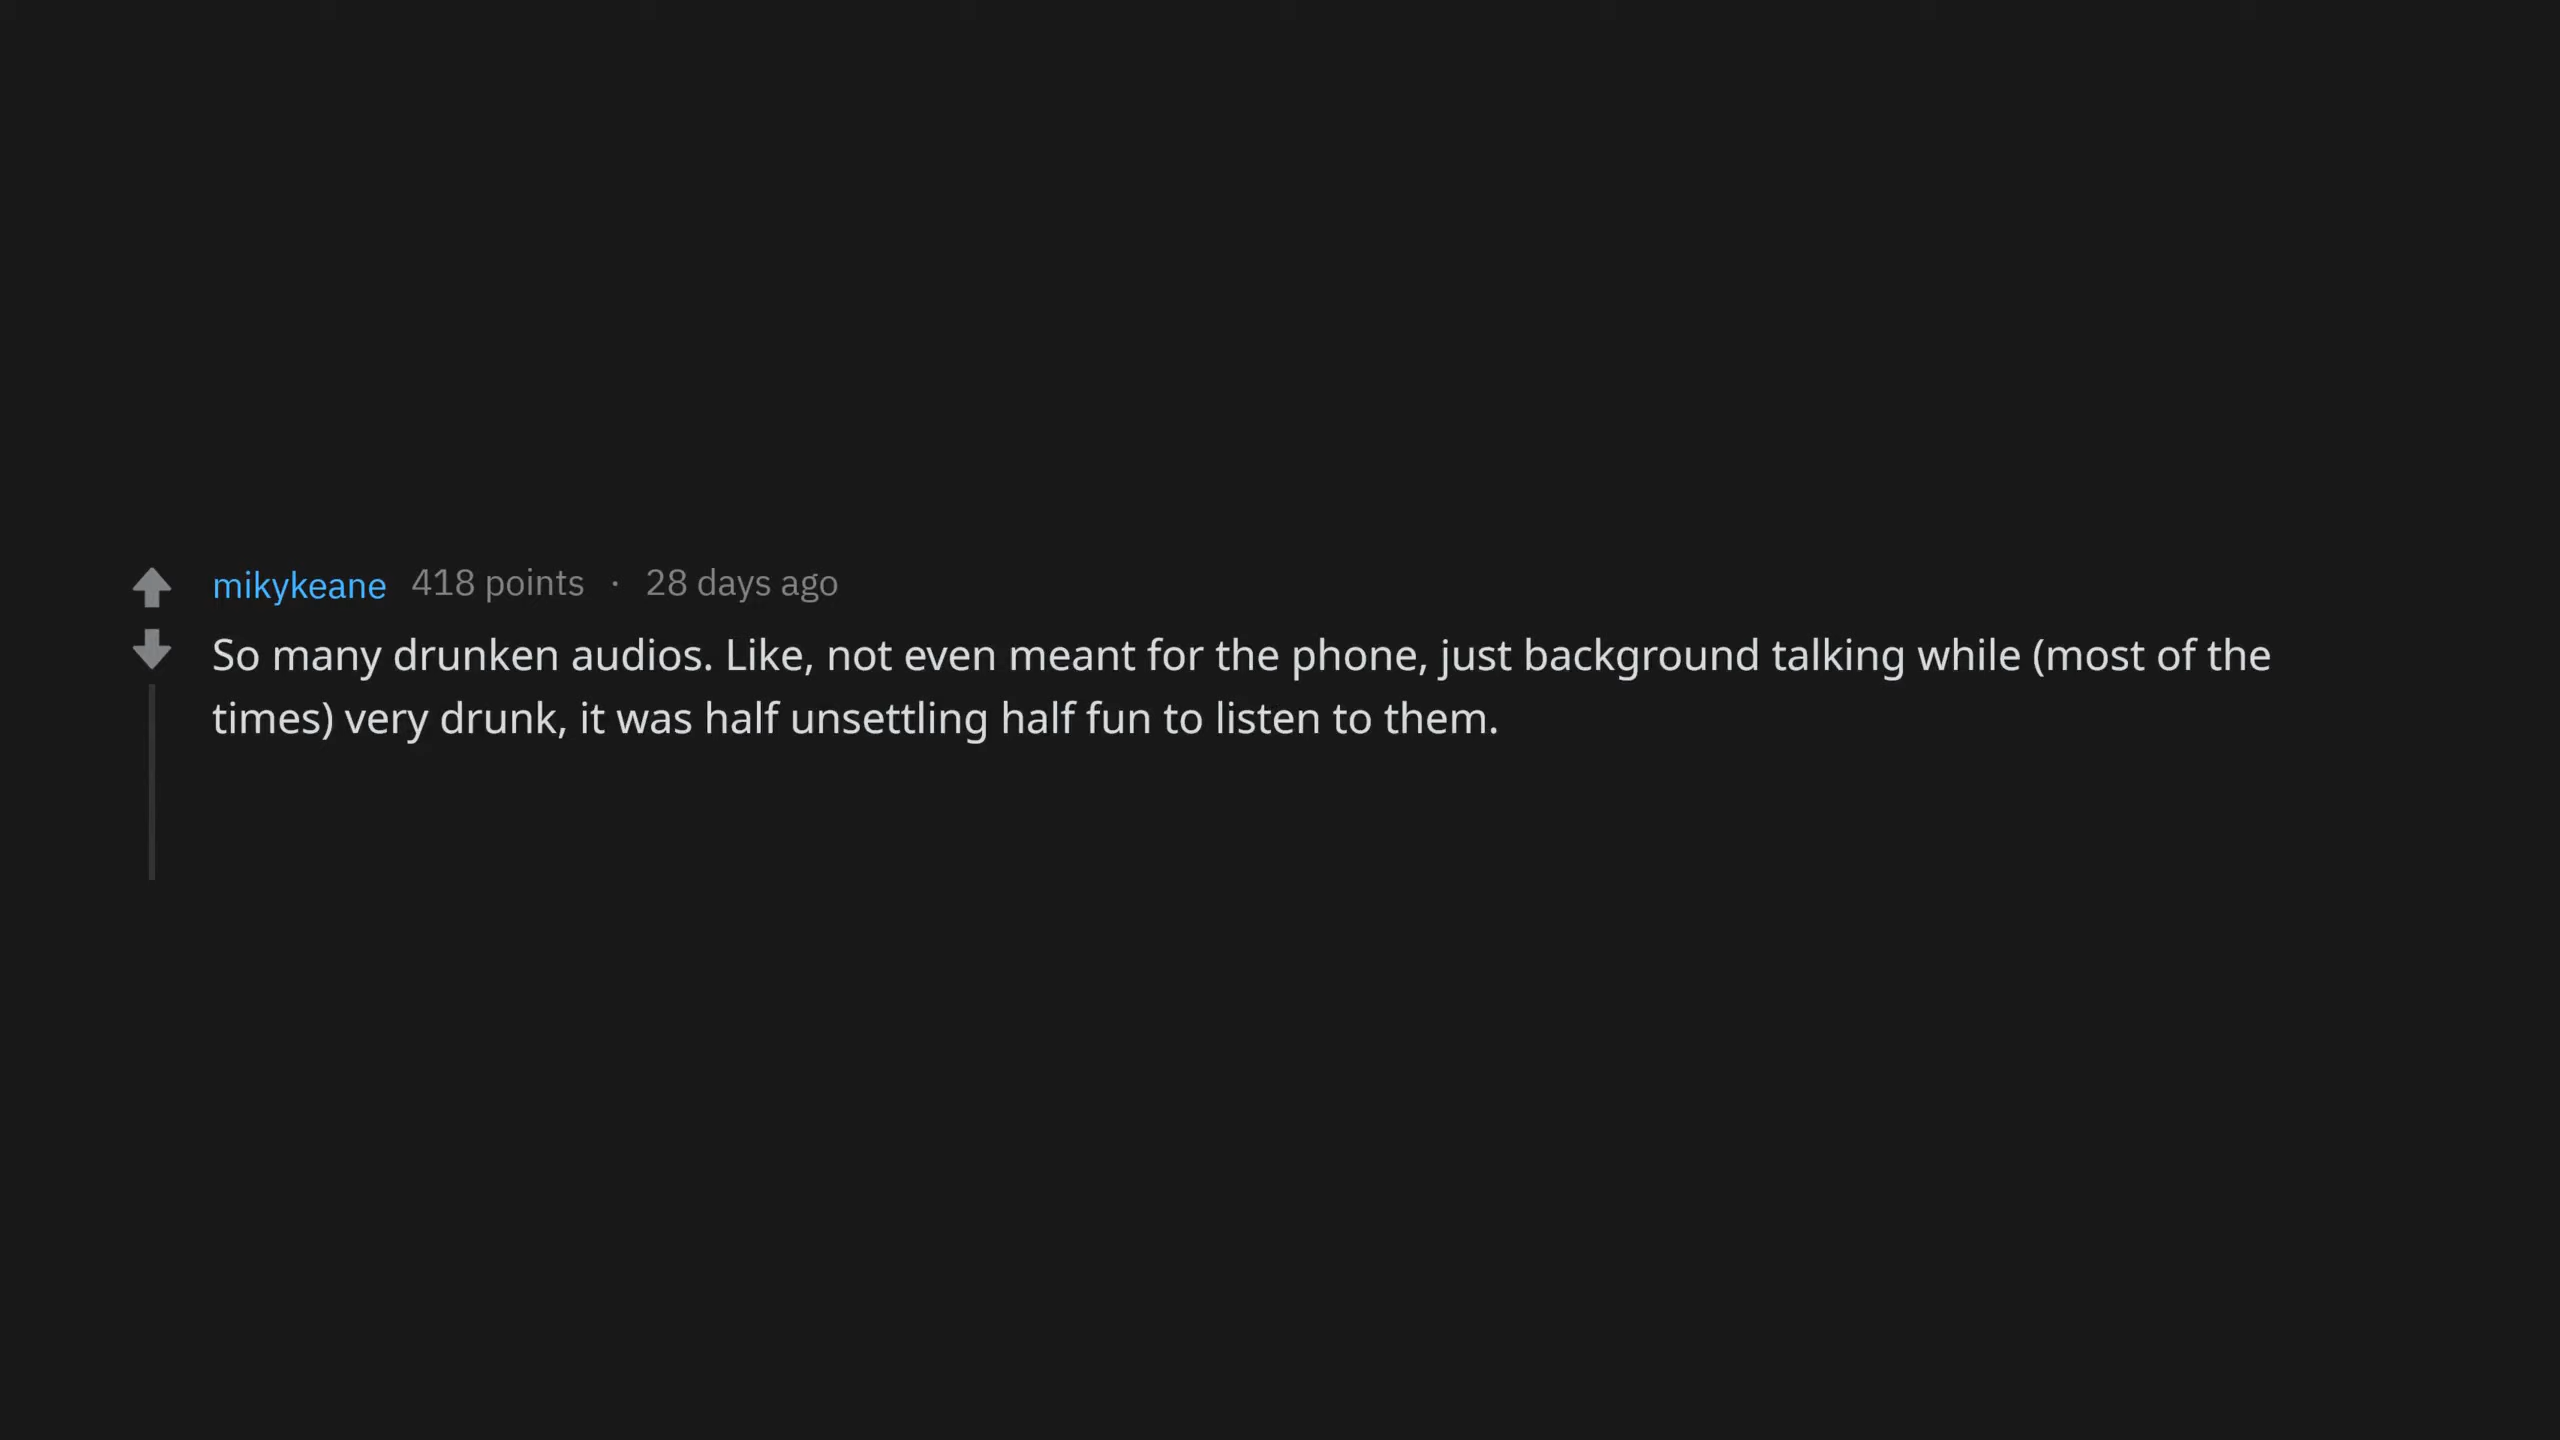 mikykeane 418 points · 28 days ago
So many drunken audios. Like, not even meant for the phone, just background talking while (most of the
times) very drunk, it was half unsettling half fun to listen to them.